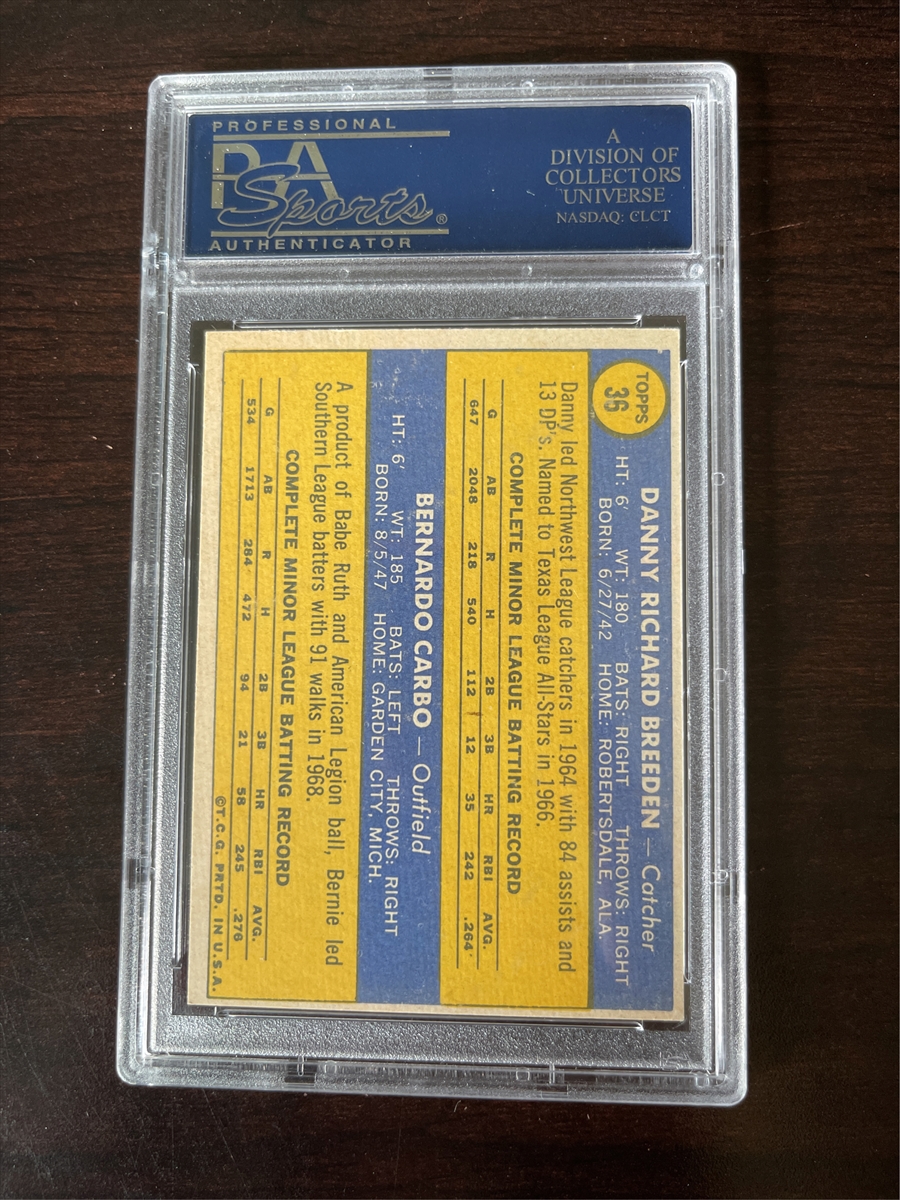 PROFESSIONAL
PSA
Sports®
AUTHENTICATOR
A
DIVISION OF
COLLECTORS
UNIVERSE
NASDAQ: CLCT
TOPPS
36
DANNY RICHARD BREEDEN — Catcher
HT: 6' WT: 180 BATS: RIGHT THROWS: RIGHT
BORN: 6/27/42 HOME: ROBERTSDALE, ALA.
Danny led Northwest League catchers in 1964 with 84 assists and
13 DP's. Named to Texas League All-Stars in 1966.
COMPLETE MINOR LEAGUE BATTING RECORD
G AB R H 2B 3B HR RBI AVG.
647 2048 218 540 112 12 35 242 .264
BERNARDO CARBO — Outfield
HT: 6' WT: 185 BATS: LEFT THROWS: RIGHT
BORN: 8/5/47 HOME: GARDEN CITY, MICH.
A product of Babe Ruth and American Legion ball, Bernie led
Southern League batters with 91 walks in 1968.
COMPLETE MINOR LEAGUE BATTING RECORD
G AB R H 2B 3B HR RBI AVG.
534 1713 284 472 94 21 58 245 .276
©T.C.G. PRTD. IN U.S.A.